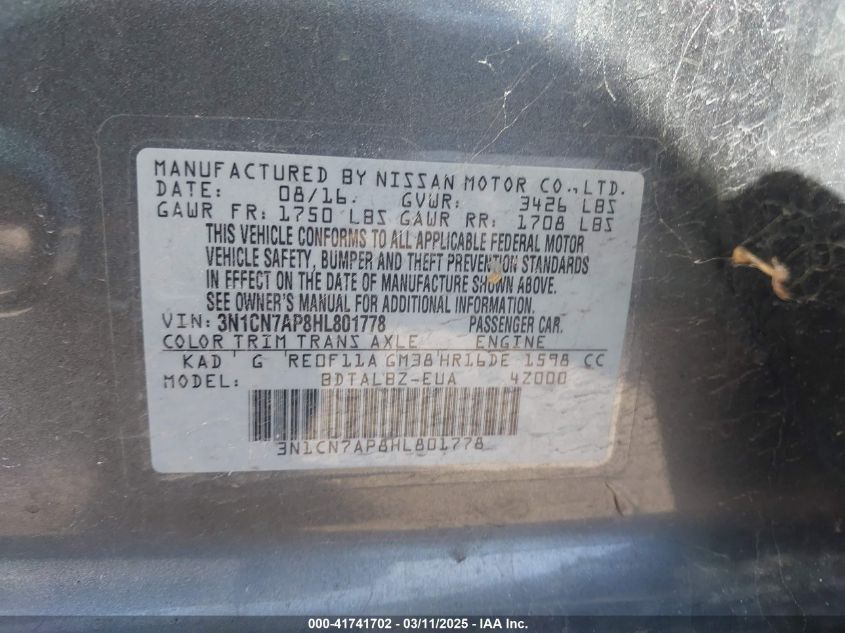 MANUFACTURED BY NISSAN MOTOR CO.,LTD.
DATE: 08/16. GVWR: 3426 LBS
GAWR FR: 1750 LBS GAWR RR: 1708 LBS
THIS VEHICLE CONFORMS TO ALL APPLICABLE FEDERAL MOTOR
VEHICLE SAFETY, BUMPER AND THEFT PREVENTION STANDARDS
IN EFFECT ON THE DATE OF MANUFACTURE SHOWN ABOVE.
SEE OWNER'S MANUAL FOR ADDITIONAL INFORMATION.
VIN: 3N1CN7AP8HL801778 PASSENGER CAR.
COLOR TRIM TRANS AXLE ENGINE
KAD G RE0F11A GM38 HR16DE 1598 CC
MODEL: BDTALBZ-EUA 4Z000
3N1CN7AP8HL801778
000-41741702 - 03/11/2025 - IAA Inc.